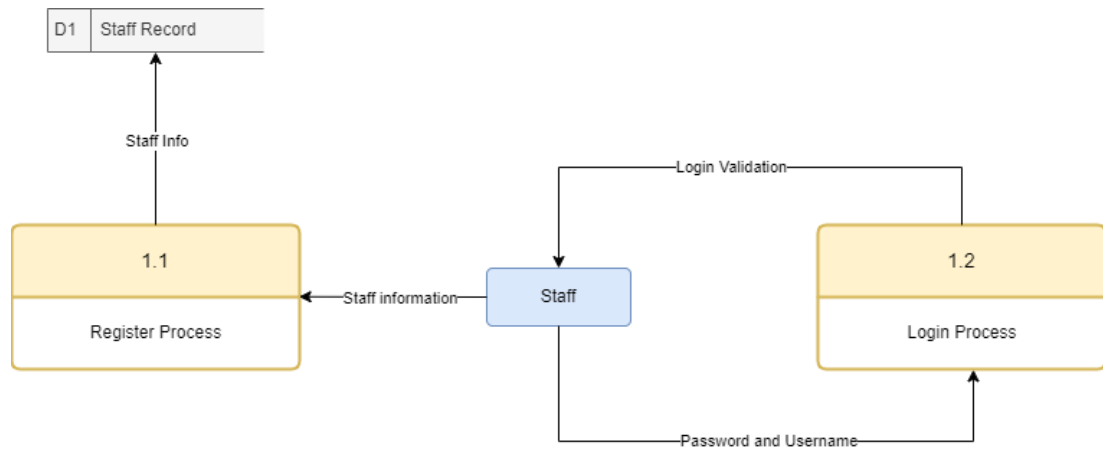 D1
Staff Record
Staff Info
Login Validation
1.1
1.2
Staff information
Staff
Register Process
Login Process
Password and Username